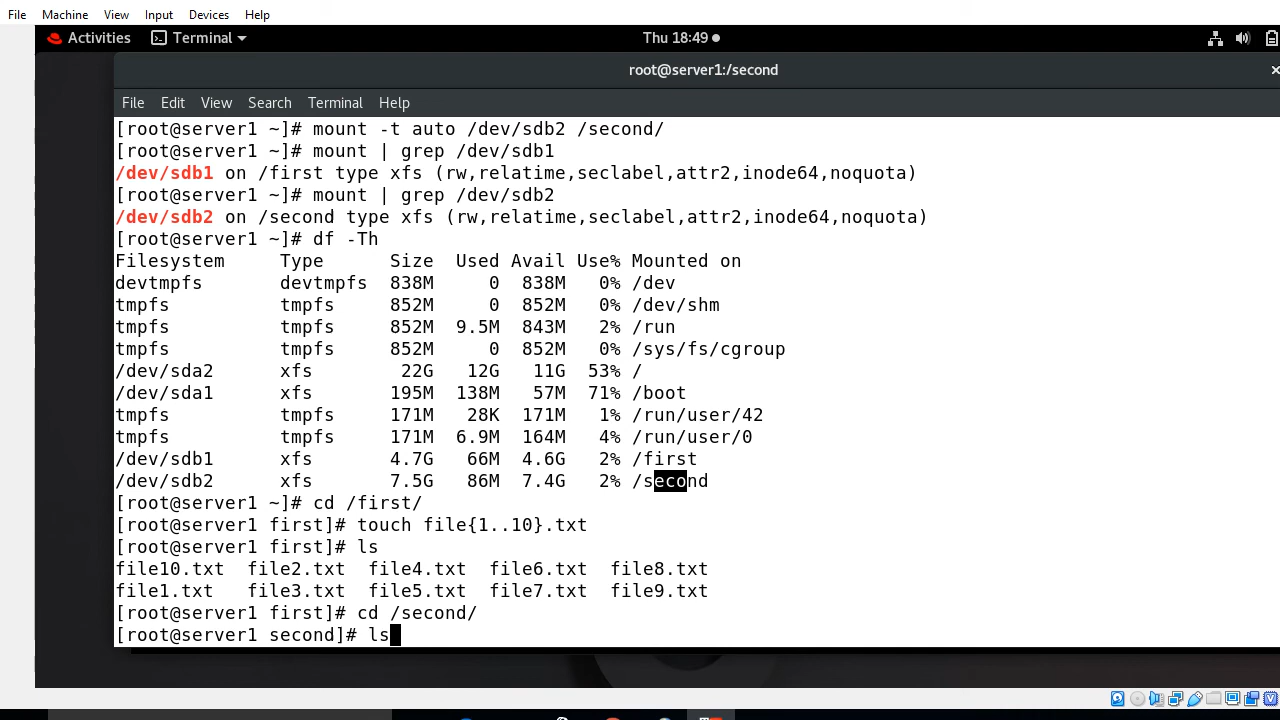 File Machine View Input Devices Help
Activities Terminal Thu 18:49
root@server1:/second
File Edit View Search Terminal Help
[root@server1 ~]# mount -t auto /dev/sdb2 /second/
[root@server1 ~]# mount | grep /dev/sdb1
/dev/sdb1 on /first type xfs (rw,relatime,seclabel,attr2,inode64,noquota)
[root@server1 ~]# mount | grep /dev/sdb2
/dev/sdb2 on /second type xfs (rw,relatime,seclabel,attr2,inode64,noquota)
[root@server1 ~]# df -Th
Filesystem     Type      Size  Used Avail Use% Mounted on
devtmpfs       devtmpfs  838M     0  838M   0% /dev
tmpfs          tmpfs     852M     0  852M   0% /dev/shm
tmpfs          tmpfs     852M  9.5M  843M   2% /run
tmpfs          tmpfs     852M     0  852M   0% /sys/fs/cgroup
/dev/sda2      xfs        22G   12G   11G  53% /
/dev/sda1      xfs       195M  138M   57M  71% /boot
tmpfs          tmpfs     171M   28K  171M   1% /run/user/42
tmpfs          tmpfs     171M  6.9M  164M   4% /run/user/0
/dev/sdb1      xfs       4.7G   66M  4.6G   2% /first
/dev/sdb2      xfs       7.5G   86M  7.4G   2% /second
[root@server1 ~]# cd /first/
[root@server1 first]# touch file{1..10}.txt
[root@server1 first]# ls
file10.txt  file2.txt  file4.txt  file6.txt  file8.txt
file1.txt   file3.txt  file5.txt  file7.txt  file9.txt
[root@server1 first]# cd /second/
[root@server1 second]# ls